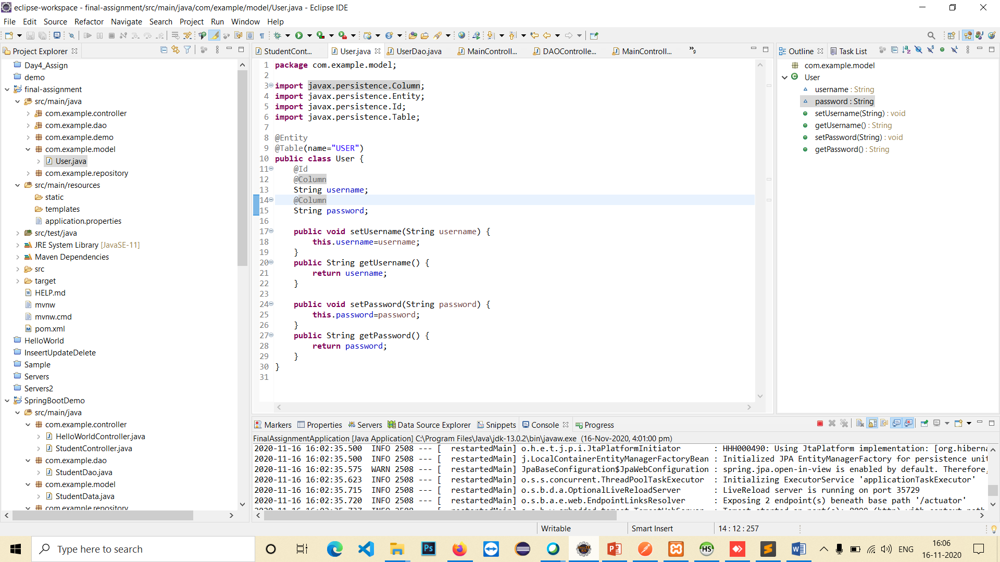 eclipse-workspace - final-assignment/src/main/java/com/example/model/User.java - Eclipse IDE
File Edit Source Refactor Navigate Search Project Run Window Help
Project Explorer
Day4_Assign
demo
final-assignment
src/main/java
com.example.controller
com.example.dao
com.example.demo
com.example.model
User.java
com.example.repository
src/main/resources
static
templates
application.properties
src/test/java
JRE System Library [JavaSE-11]
Maven Dependencies
src
target
HELP.md
mvnw
mvnw.cmd
pom.xml
HelloWorld
InseertUpdateDelete
Sample
Servers
Servers2
SpringBootDemo
src/main/java
com.example.controller
HelloWorldController.java
StudentController.java
com.example.dao
StudentDao.java
com.example.model
StudentData.java
com.example.repository
StudentCont... User.java UserDao.java MainControll... DAOControlle... MainControll... »9
1 package com.example.model;
2
3 import javax.persistence.Column;
4 import javax.persistence.Entity;
5 import javax.persistence.Id;
6 import javax.persistence.Table;
7
8 @Entity
9 @Table(name="USER")
10 public class User {
11 @Id
12 @Column
13 String username;
14 @Column
15 String password;
16
17 public void setUsername(String username) {
18 this.username=username;
19 }
20 public String getUsername() {
21 return username;
22 }
23
24 public void setPassword(String password) {
25 this.password=password;
26 }
27 public String getPassword() {
28 return password;
29 }
30 }
31
Outline Task List
com.example.model
User
username : String
password : String
setUsername(String) : void
getUsername() : String
setPassword(String) : void
getPassword() : String
Markers Properties Servers Data Source Explorer Snippets Console Progress
FinalAssignmentApplication [Java Application] C:\Program Files\Java\jdk-13.0.2\bin\javaw.exe (16-Nov-2020, 4:01:00 pm)
2020-11-16 16:02:35.500 INFO 2508 --- [ restartedMain] o.h.e.t.j.p.i.JtaPlatformInitiator : HHH000490: Using JtaPlatform implementation: [org.hiberna
2020-11-16 16:02:35.500 INFO 2508 --- [ restartedMain] j.LocalContainerEntityManagerFactoryBean : Initialized JPA EntityManagerFactory for persistence unit
2020-11-16 16:02:35.575 WARN 2508 --- [ restartedMain] JpaBaseConfiguration$JpaWebConfiguration : spring.jpa.open-in-view is enabled by default. Therefore,
2020-11-16 16:02:35.623 INFO 2508 --- [ restartedMain] o.s.s.concurrent.ThreadPoolTaskExecutor : Initializing ExecutorService 'applicationTaskExecutor'
2020-11-16 16:02:35.715 INFO 2508 --- [ restartedMain] o.s.b.d.a.OptionalLiveReloadServer : LiveReload server is running on port 35729
2020-11-16 16:02:35.720 INFO 2508 --- [ restartedMain] o.s.b.a.e.web.EndpointLinksResolver : Exposing 2 endpoint(s) beneath base path '/actuator'
Writable Smart Insert 14 : 12 : 257
Type here to search
ENG
16:06
16-11-2020